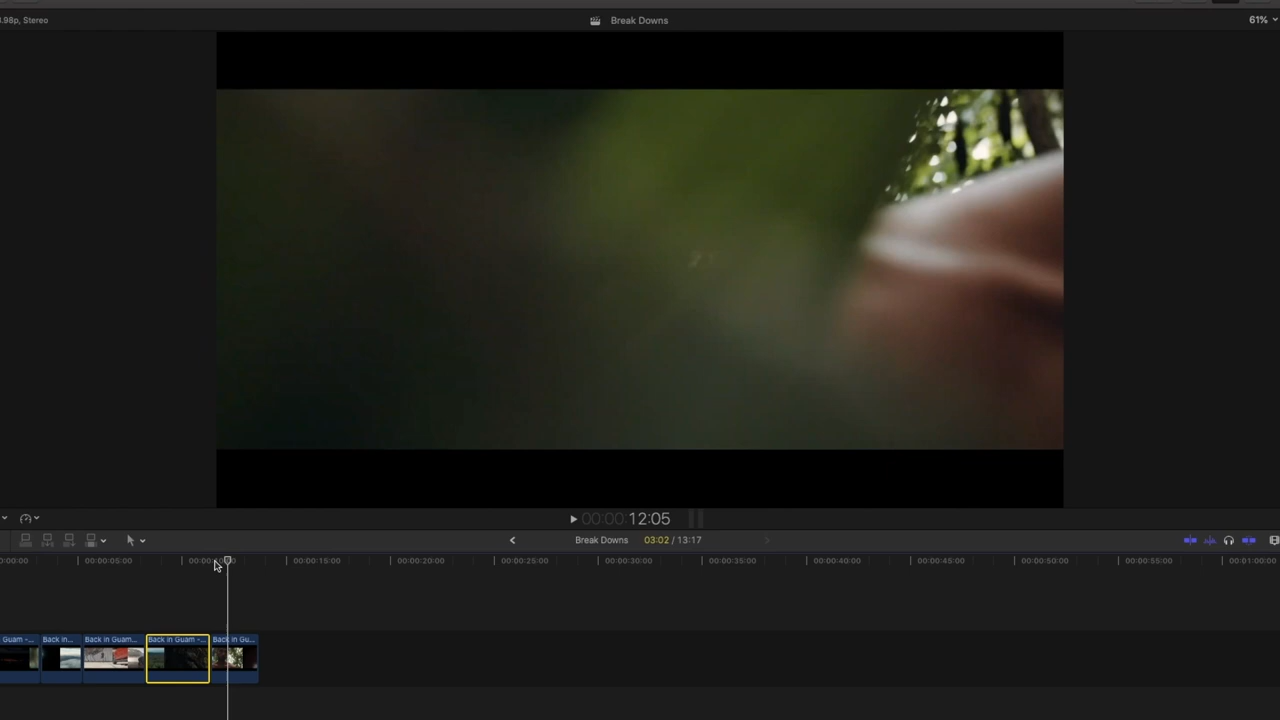 .98p, Stereo
Break Downs
61%
00:00:12:05
Break Downs 03:02 / 13:17
0:00:00 00:00:05:00 00:00:15:00 00:00:20:00 00:00:25:00 00:00:30:00 00:00:35:00 00:00:40:00 00:00:45:00 00:00:50:00 00:00:55:00 00:01:00:00
Guam -... Back in... Back in Guam... Back in Guam -... Back in Gu...